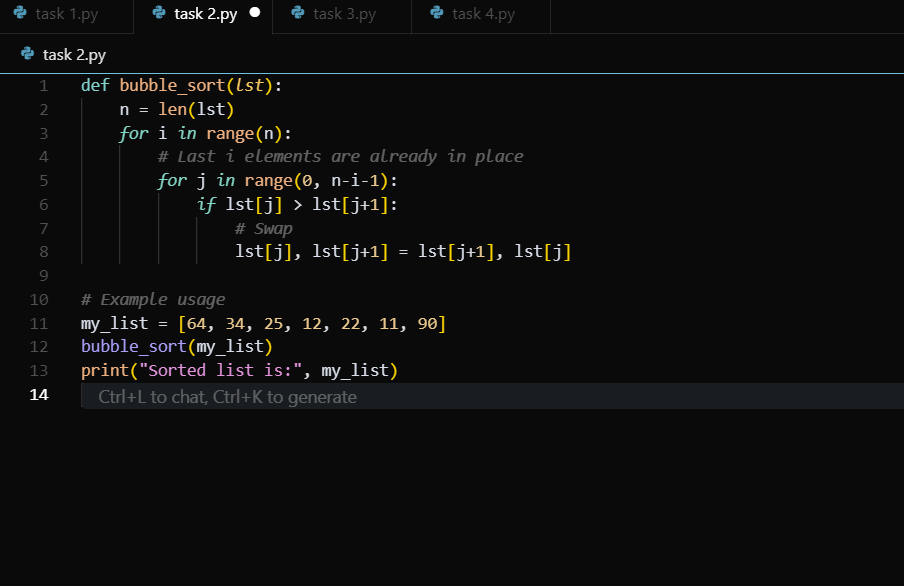 task 1.py task 2.py task 3.py task 4.py
task 2.py
1 def bubble_sort(lst):
2     n = len(lst)
3     for i in range(n):
4         # Last i elements are already in place
5         for j in range(0, n-i-1):
6             if lst[j] > lst[j+1]:
7                 # Swap
8                 lst[j], lst[j+1] = lst[j+1], lst[j]
9
10 # Example usage
11 my_list = [64, 34, 25, 12, 22, 11, 90]
12 bubble_sort(my_list)
13 print("Sorted list is:", my_list)
14 Ctrl+L to chat, Ctrl+K to generate